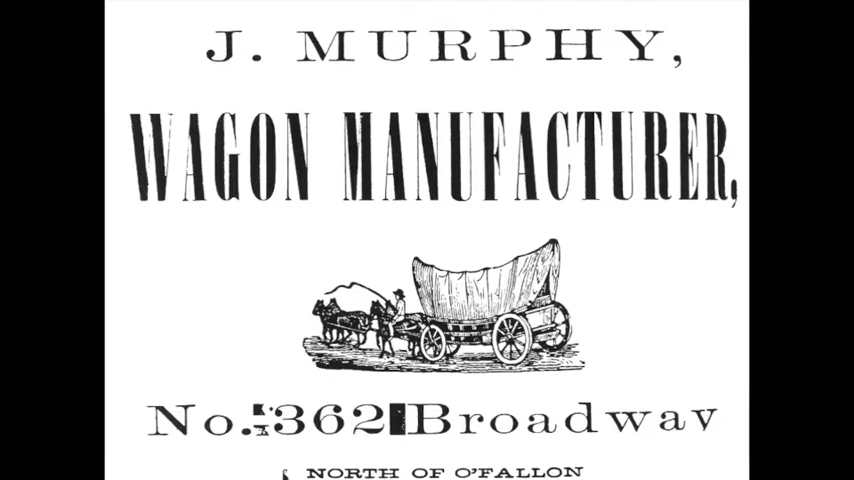 J. MURPHY,
WAGON MANUFACTURER,
No. 362 Broadway
NORTH OF O'FALLON